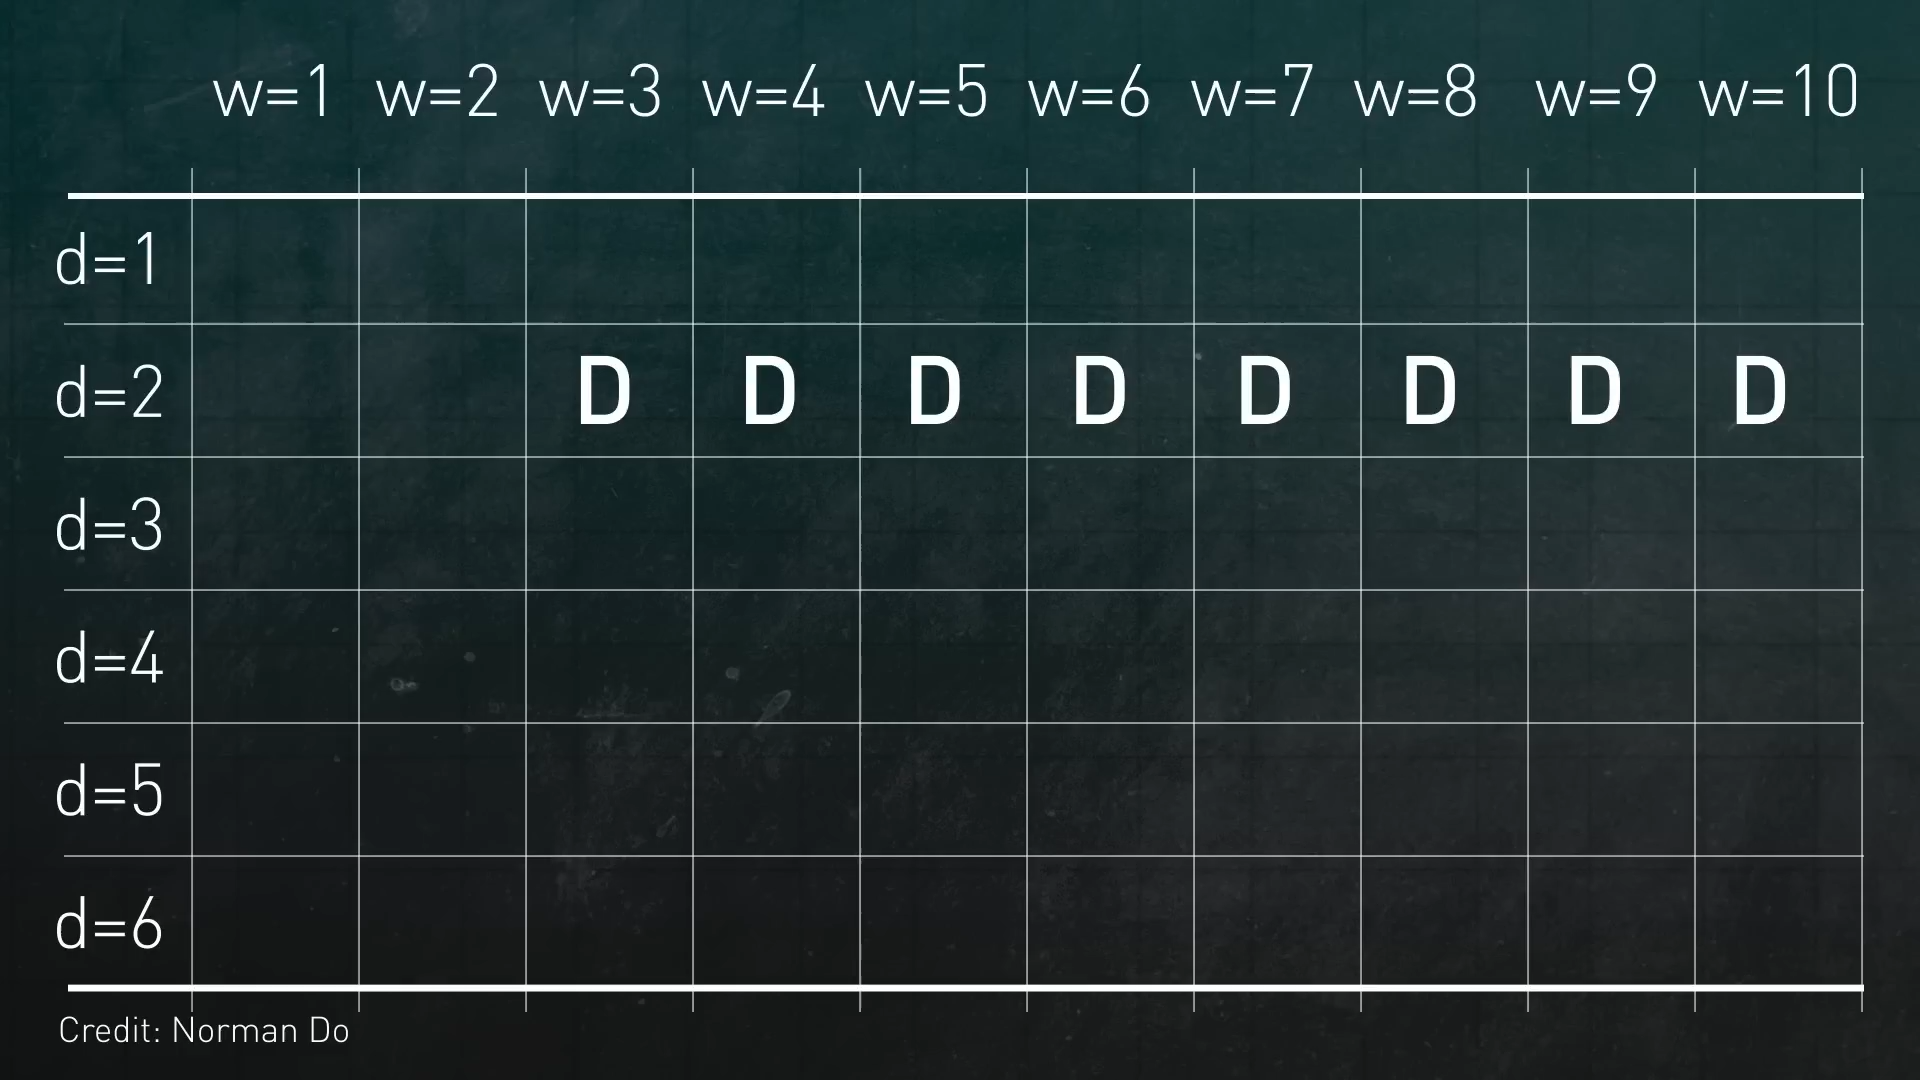 w=1 w=2 w=3 w=4 w=5 w=6 w=7 w=8 w=9 w=10
d=1
d=2 D D D D D D D D
d=3
d=4
d=5
d=6
Credit: Norman Do